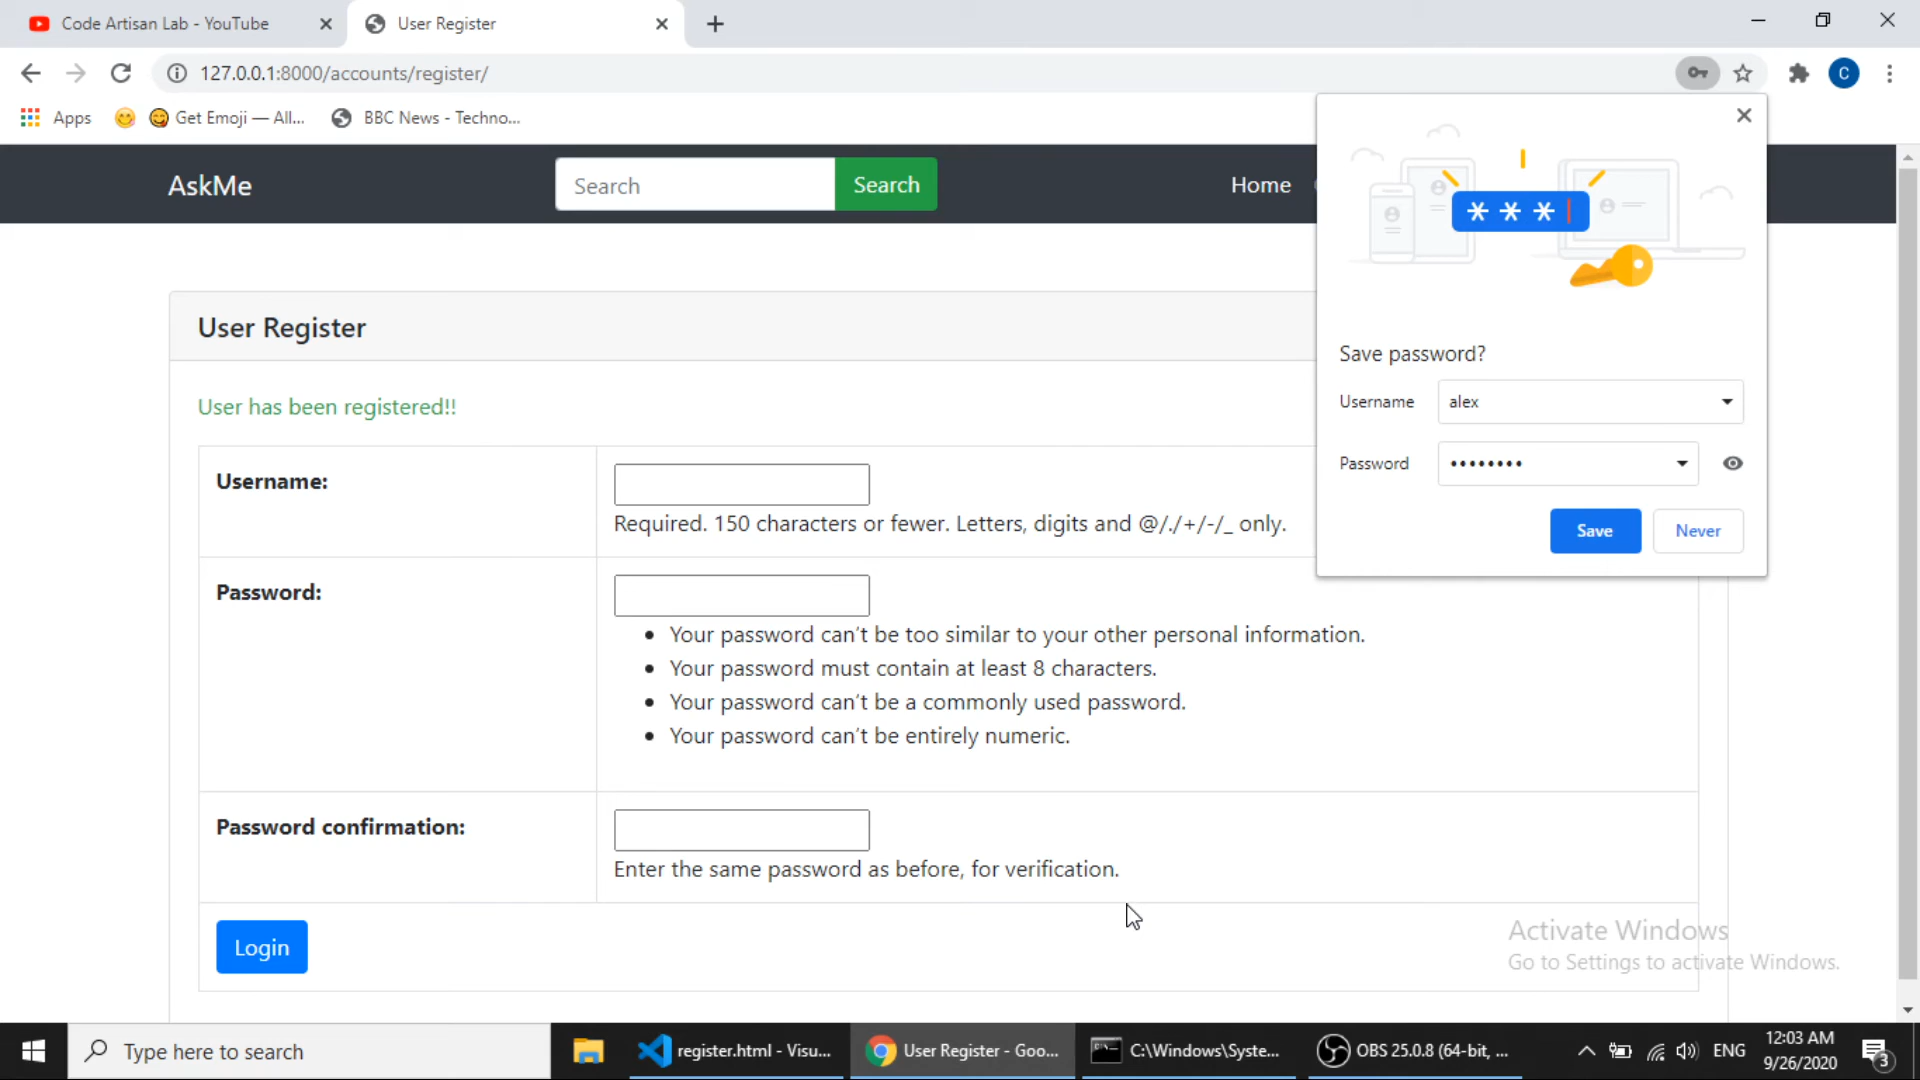 Code Artisan Lab - YouTube
User Register
127.0.0.1:8000/accounts/register/
C
Apps
Get Emoji — All...
BBC News - Techno...
AskMe
Search
Search
Home
* * *
Save password?
Username
alex
Password
••••••••
Save
Never
User Register
User has been registered!!
Username:
Required. 150 characters or fewer. Letters, digits and @/./+/-/_ only.
Password:
• Your password can't be too similar to your other personal information.
• Your password must contain at least 8 characters.
• Your password can't be a commonly used password.
• Your password can't be entirely numeric.
Password confirmation:
Enter the same password as before, for verification.
Login
Activate Windows
Go to Settings to activate Windows.
Type here to search
register.html - Visu...
User Register - Goo...
C:\Windows\Syste...
OBS 25.0.8 (64-bit, ...
ENG
12:03 AM
9/26/2020
3